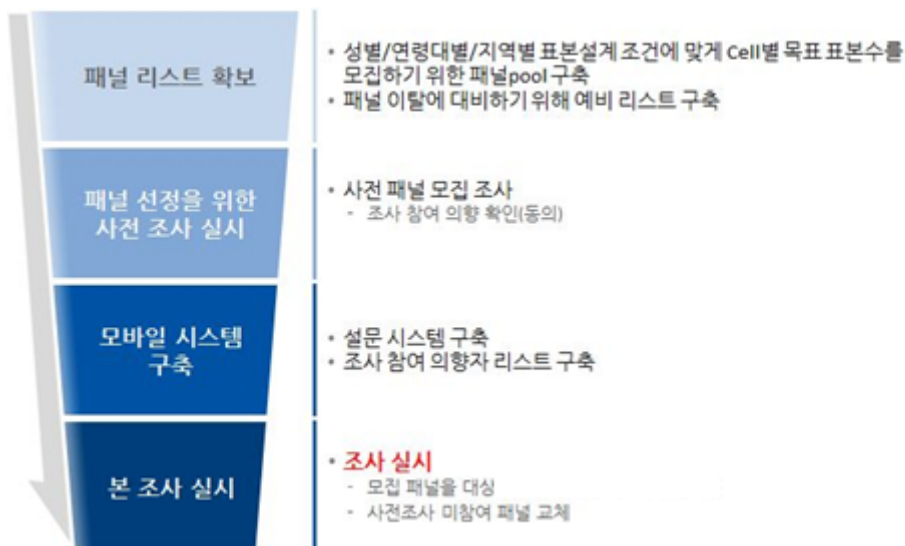 패널 리스트 확보
• 성별/연령대별/지역별 표본설계 조건에 맞게 Cell별 목표 표본수를
모집하기 위한 패널pool 구축
• 패널 이탈에 대비하기 위해 예비 리스트 구축
패널 선정을 위한
사전 조사 실시
• 사전 패널 모집 조사
- 조사 참여 의향 확인(동의)
모바일 시스템
구축
• 설문 시스템 구축
• 조사 참여 의향자 리스트 구축
본 조사 실시
• 조사 실시
- 모집 패널을 대싱
- 사전조사 미참여 패널 교체